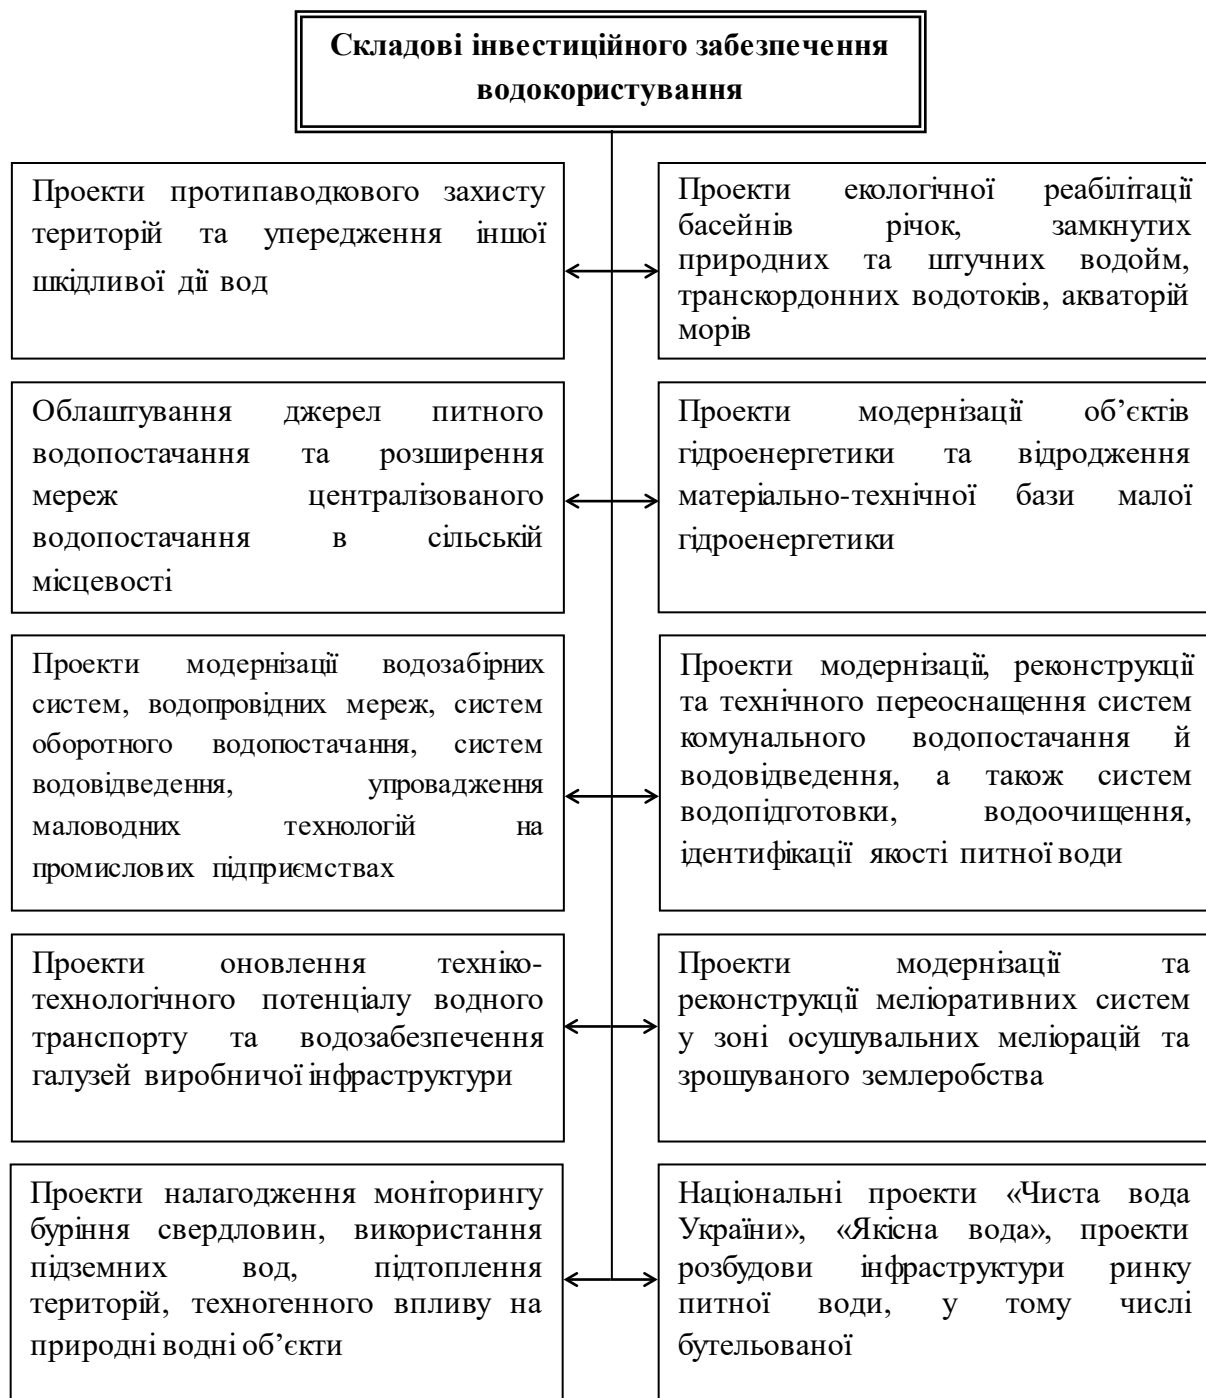 Складові інвестиційного забезпечення
водокористування
Проекти протипаводкового захисту
територій та упередження іншої
шкідливої дії вод
Проекти екологічної реабілітації
басейнів річок, замкнутих
природних та штучних водойм,
транскордонних водотоків, акваторій
морів
Облаштування джерел питного
водопостачання та розширення
мереж централізованого
водопостачання в сільській
місцевості
Проекти модернізації об’єктів
гідроенергетики та відродження
матеріально-технічної бази малої
гідроенергетики
Проекти модернізації водозабірних
систем, водопровідних мереж, систем
оборотного водопостачання, систем
водовідведення, упровадження
маловодних технологій на
промислових підприємствах
Проекти модернізації, реконструкції
та технічного переоснащення систем
комунального водопостачання й
водовідведення, а також систем
водопідготовки, водоочищення,
ідентифікації якості питної води
Проекти оновлення техніко-
технологічного потенціалу водного
транспорту та водозабезпечення
галузей виробничої інфраструктури
Проекти модернізації та
реконструкції меліоративних систем
у зоні осушувальних меліорацій та
зрошуваного землеробства
Проекти налагодження моніторингу
буріння свердловин, використання
підземних вод, підтоплення
територій, техногенного впливу на
природні водні об’єкти
Національні проекти «Чиста вода
України», «Якісна вода», проекти
розбудови інфраструктури ринку
питної води, у тому числі
бутельованої